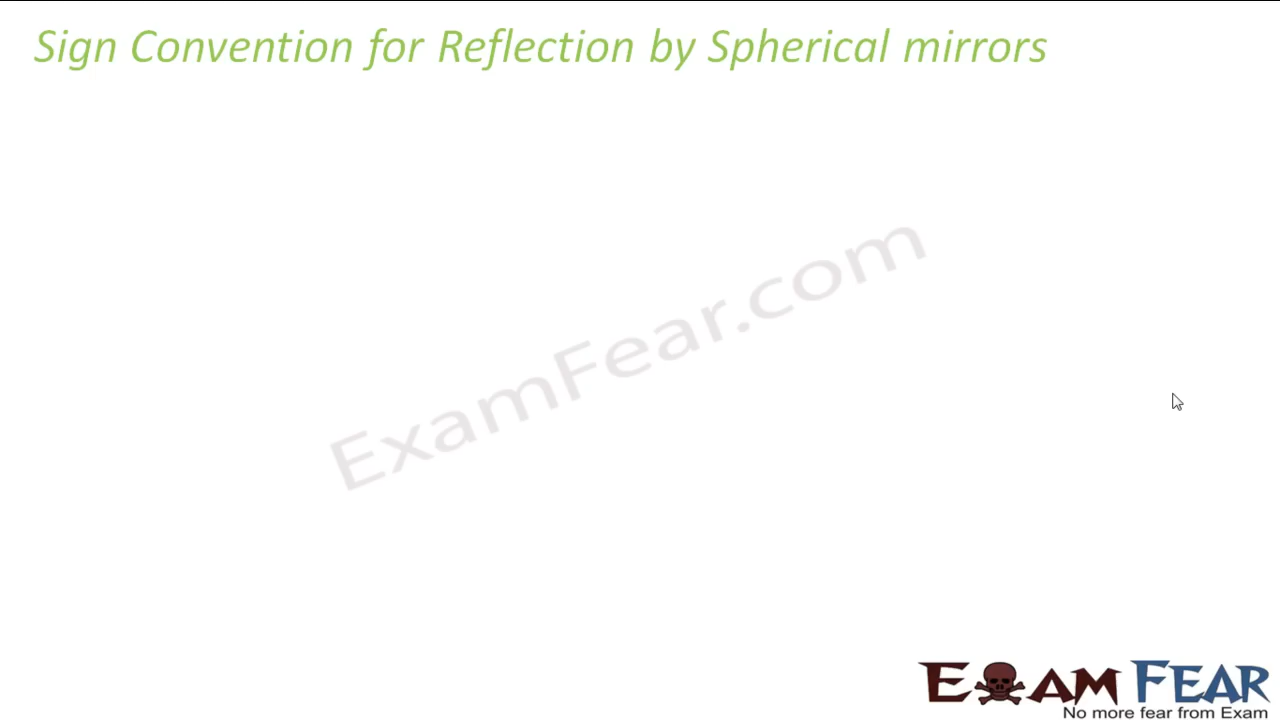 Sign Convention for Reflection by Spherical mirrors
ExamFear.com
EXAM FEAR
No more fear from Exam